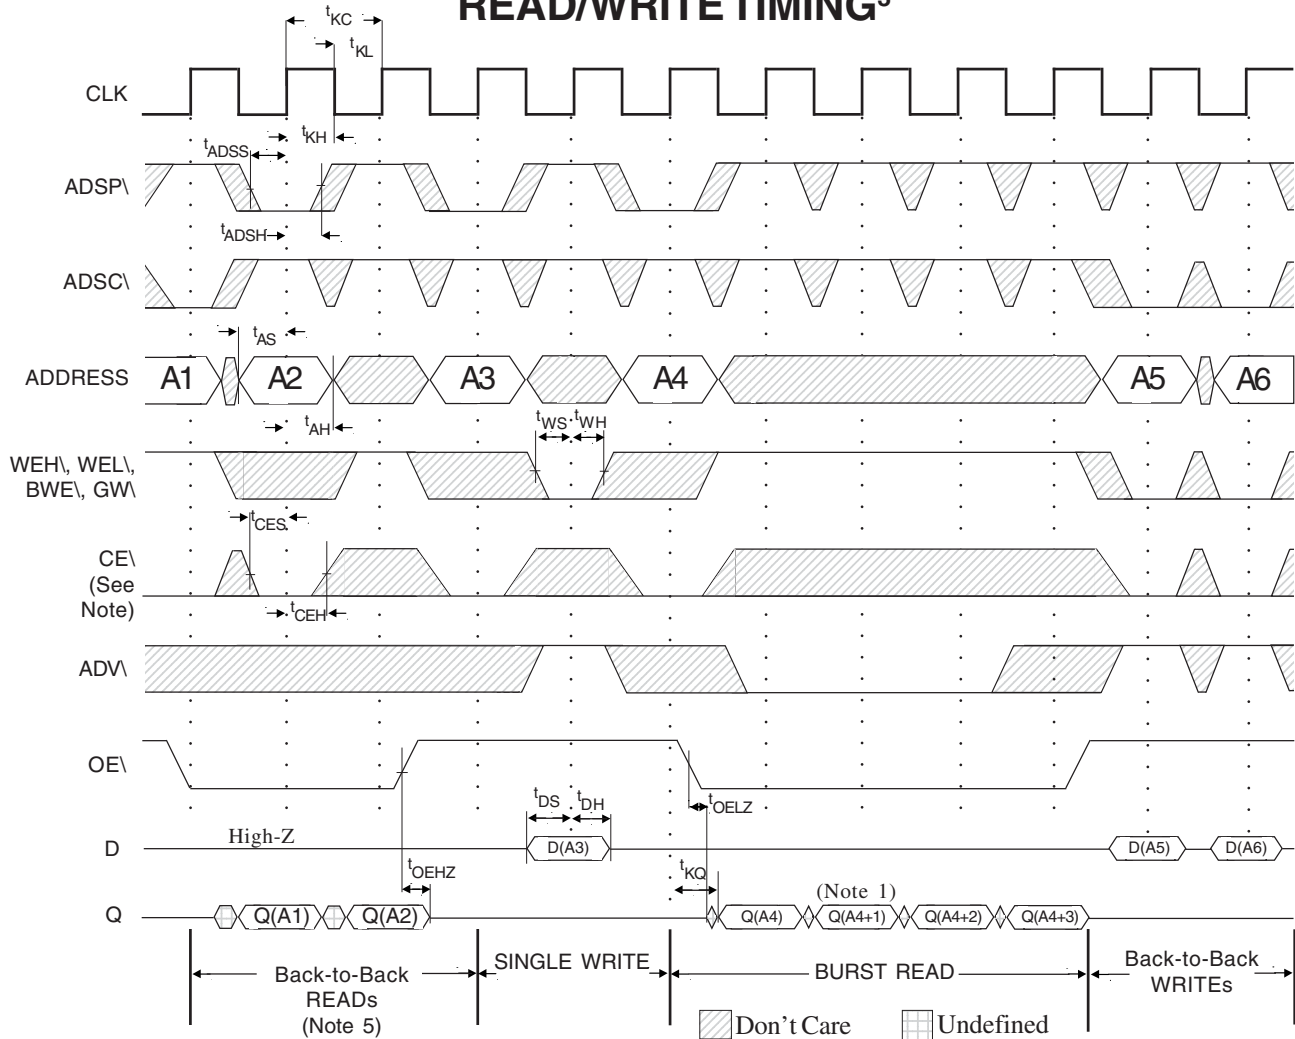 READ/WRITE TIMING³
tKC
tKL
CLK
tKH
tADSS
ADSP\
tADSH
ADSC\
tAS
ADDRESS
A1 A2 A3 A4 A5 A6
tAH
tWS tWH
WEH\, WEL\,
BWE\, GW\
tCES
CE\
(See
Note)
tCEH
ADV\
OE\
tDS tDH tOELZ
D
High-Z
D(A3) D(A5) D(A6)
tOEHZ
tKQ
(Note 1)
Q
Q(A1) Q(A2) Q(A4) Q(A4+1) Q(A4+2) Q(A4+3)
Back-to-Back
READs
(Note 5)
SINGLE WRITE
BURST READ
Back-to-Back
WRITEs
Don't Care
Undefined